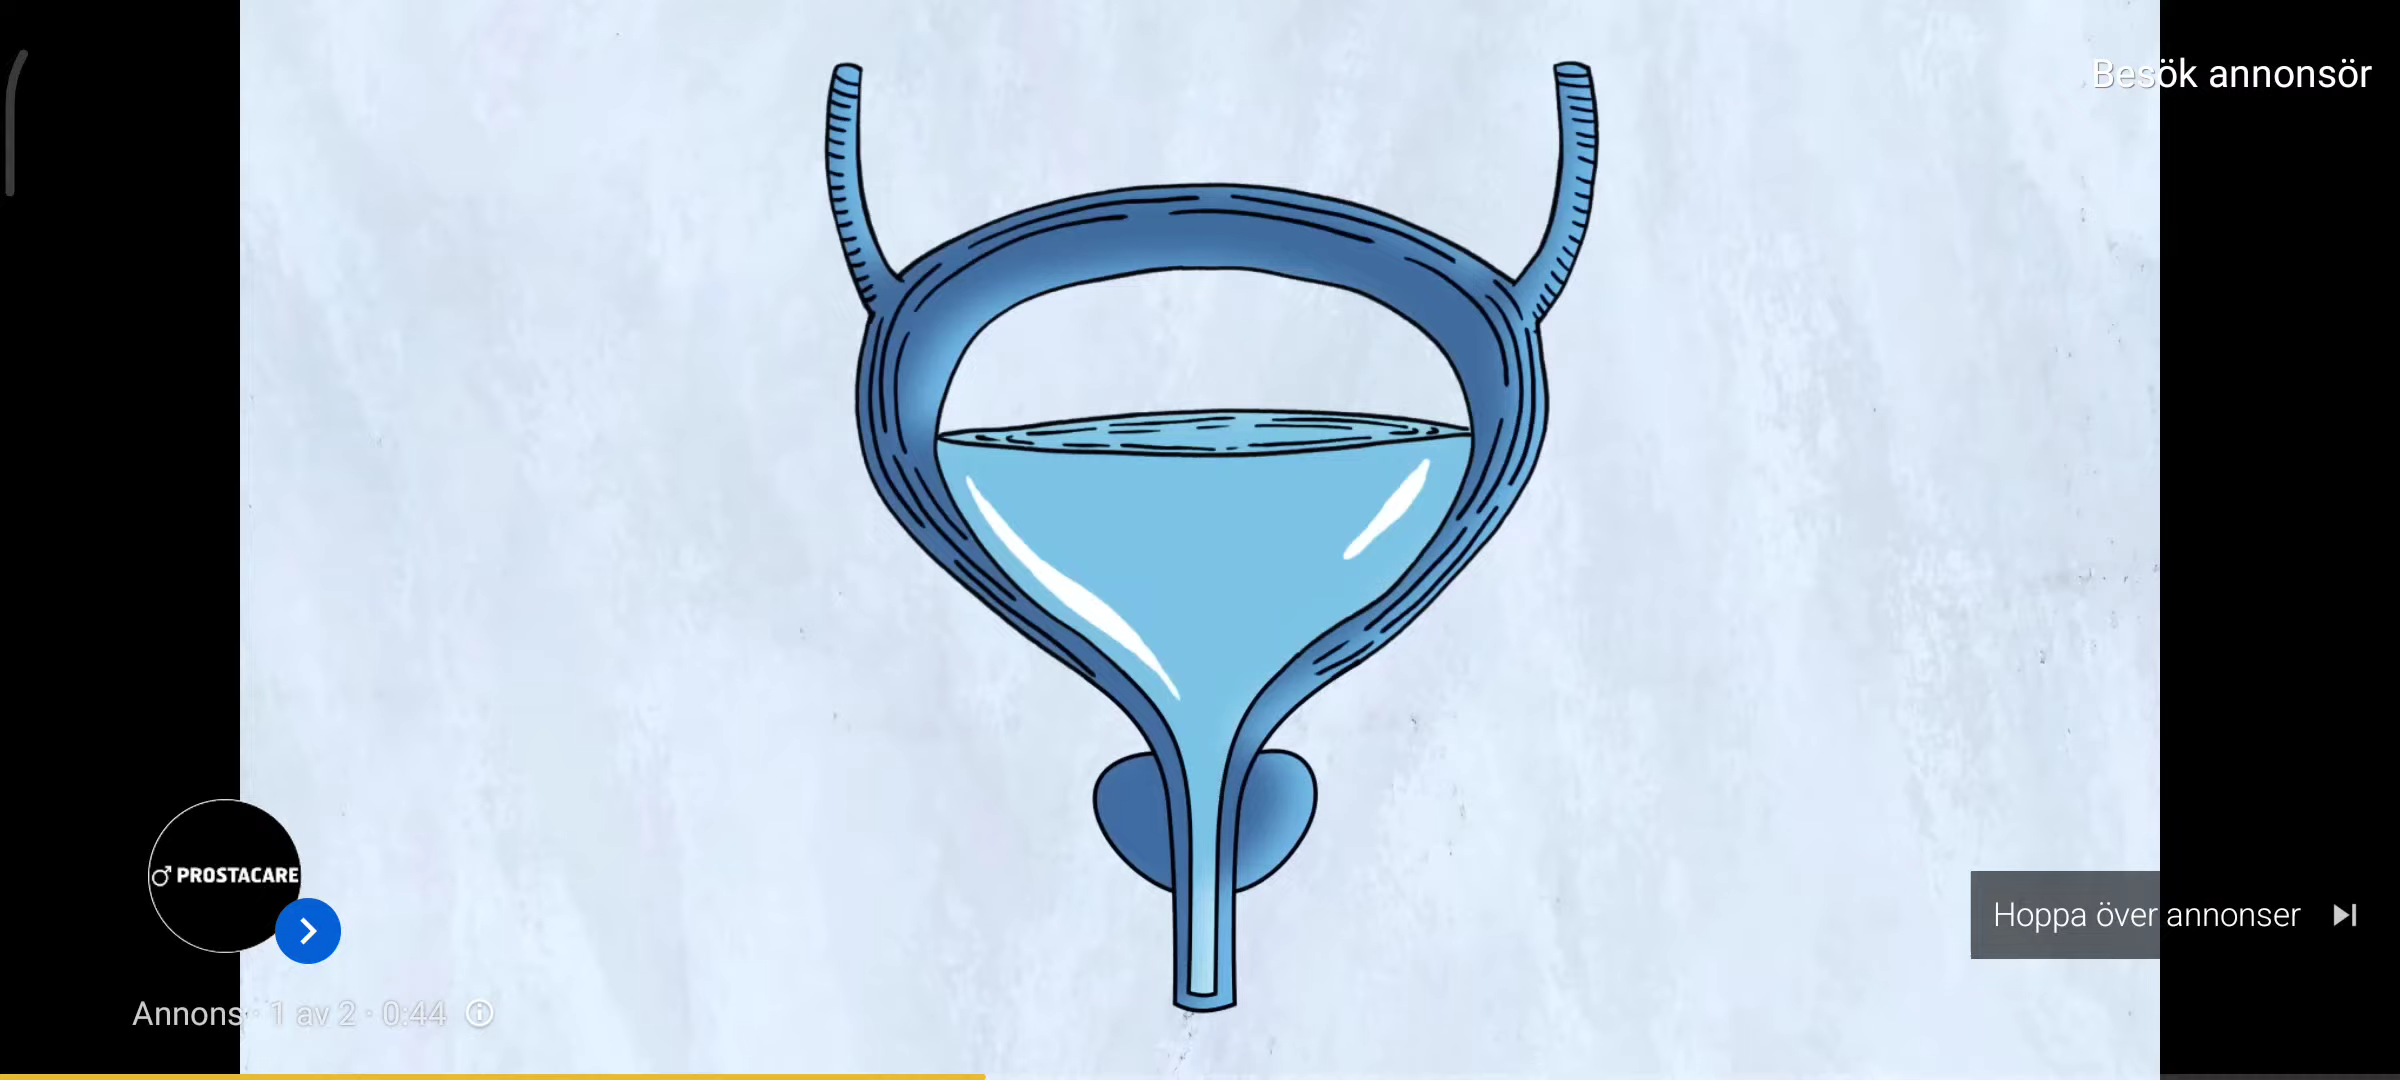 Besök annonsör
PROSTACARE
Hoppa över annonser
Annons · 1 av 2 · 0:44